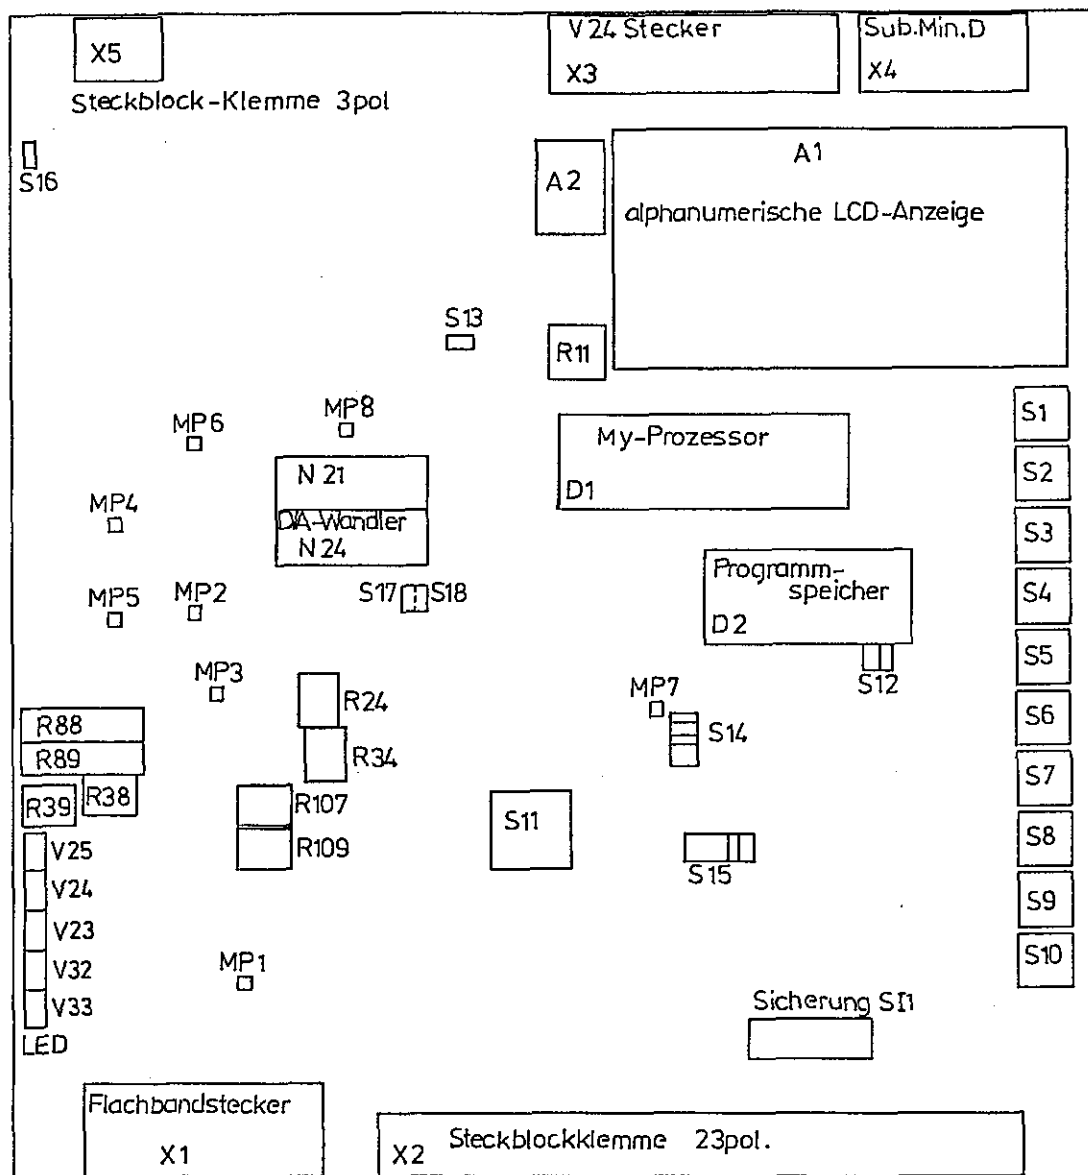 X5
V24 Stecker
X3
Sub.Min.D
X4
Steckblock-Klemme 3pol
S16
A2
A1
alphanumerische LCD-Anzeige
S13
R11
MP6
MP8
My-Prozessor
D1
S1
S2
S3
S4
S5
S6
S7
S8
S9
S10
N21
D/A-Wandler
N24
MP4
MP5
MP2
S17
S18
Programm-
speicher
D2
S12
MP3
R24
R34
MP7
S14
R88
R89
R39
R38
R107
R109
S11
S15
V25
V24
V23
V32
V33
LED
MP1
Sicherung SI1
Flachbandstecker
X1
Steckblockklemme 23pol.
X2